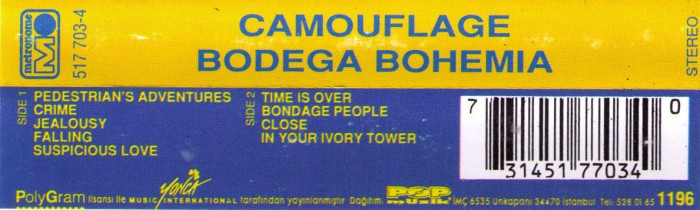 metronome
517 703-4
CAMOUFLAGE
BODEGA BOHEMIA
STEREO
SIDE 1
PEDESTRIAN'S ADVENTURES
CRIME
JEALOUSY
FALLING
SUSPICIOUS LOVE
SIDE 2
TIME IS OVER
BONDAGE PEOPLE
CLOSE
IN YOUR IVORY TOWER
7 31451 77034 0
PolyGram lisansı ile MUSIC YONCA INTERNATIONAL tarafından yayınlanmıştır Dağıtım: POP MUZIK İMÇ 6535 Unkapanı 34470 İstanbul Tel: 528 01 65 1196